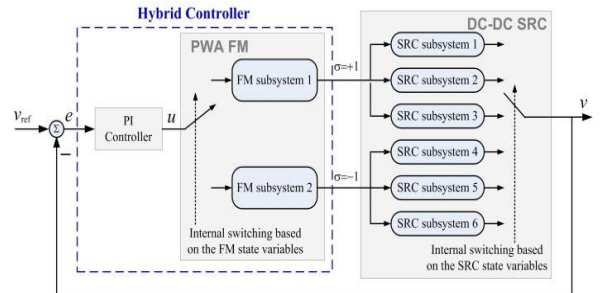 Hybrid Controller
DC-DC SRC
PWA FM
FM subsystem 1
σ=+1
SRC subsystem 1
SRC subsystem 2
SRC subsystem 3
v_ref
Σ
e
−
PI
Controller
u
v
FM subsystem 2
σ=−1
SRC subsystem 4
SRC subsystem 5
SRC subsystem 6
Internal switching based
on the FM state variables
Internal switching based
on the SRC state variables